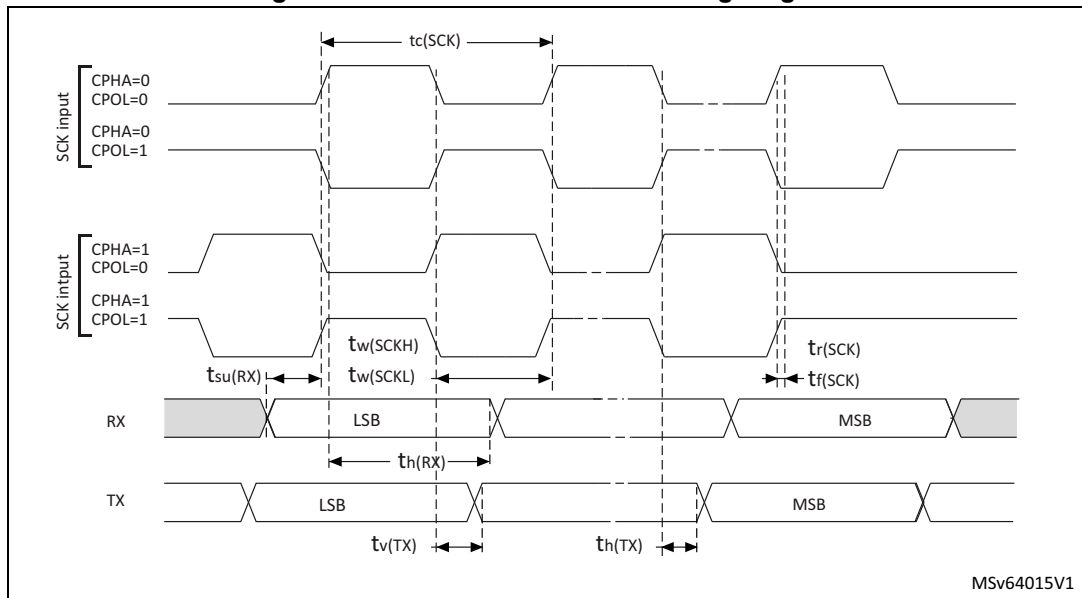 tc(SCK)
SCK input
CPHA=0
CPOL=0
CPHA=0
CPOL=1
SCK intput
CPHA=1
CPOL=0
CPHA=1
CPOL=1
tw(SCKH)
tw(SCKL)
tr(SCK)
tf(SCK)
tsu(RX)
RX
LSB
MSB
th(RX)
TX
LSB
MSB
tv(TX)
th(TX)
MSv64015V1